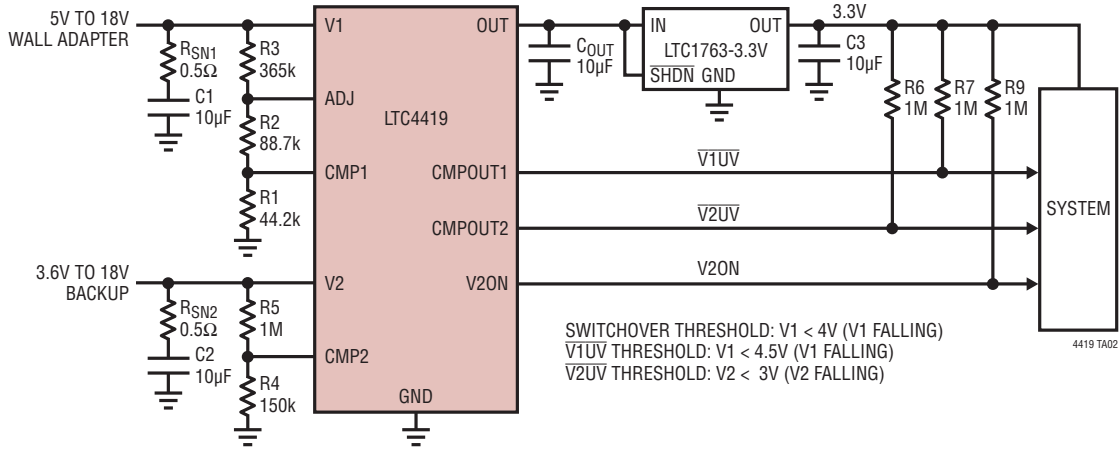 5V TO 18V
WALL ADAPTER
RSN1
0.5Ω
C1
10µF
R3
365k
R2
88.7k
R1
44.2k
V1
ADJ
CMP1
LTC4419
OUT
CMPOUT1
CMPOUT2
V2
V2ON
CMP2
GND
3.6V TO 18V
BACKUP
RSN2
0.5Ω
C2
10µF
R5
1M
R4
150k
COUT
10µF
IN OUT
LTC1763-3.3V
SHDN GND
3.3V
C3
10µF
R6
1M
R7
1M
R9
1M
V1UV
V2UV
V2ON
SYSTEM
SWITCHOVER THRESHOLD: V1 < 4V (V1 FALLING)
V1UV THRESHOLD: V1 < 4.5V (V1 FALLING)
V2UV THRESHOLD: V2 < 3V (V2 FALLING)
4419 TA02